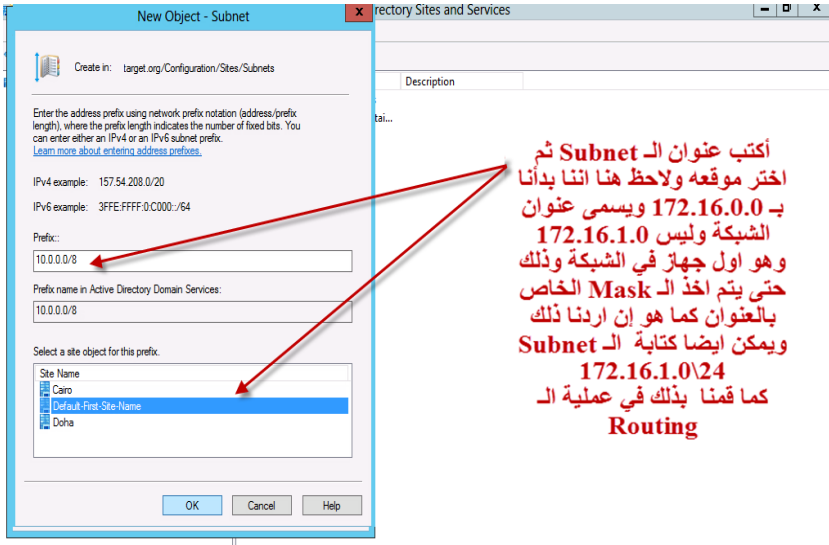 New Object - Subnet
x
rectory Sites and Services
x
Create in: target.org/Configuration/Sites/Subnets
Description
tai...
Enter the address prefix using network prefix notation (address/prefix
length), where the prefix length indicates the number of fixed bits. You
can enter either an IPv4 or an IPv6 subnet prefix.
Learn more about entering address prefixes.
IPv4 example: 157.54.208.0/20
IPv6 example: 3FFE:FFFF:0:C000::/64
Prefix::
10.0.0.0/8
Prefix name in Active Directory Domain Services:
10.0.0.0/8
Select a site object for this prefix.
Site Name
Cairo
Default-First-Site-Name
Doha
OK Cancel Help
أكتب عنوان الـ Subnet ثم
اختر موقعه ولاحظ هنا اننا بدأنا
بـ 172.16.0.0 ويسمى عنوان
الشبكة وليس 172.16.1.0
وهو اول جهاز في الشبكة وذلك
حتى يتم اخذ الـ Mask الخاص
بالعنوان كما هو إن اردنا ذلك
ويمكن ايضا كتابة الـ Subnet
172.16.1.0\24
كما قمنا بذلك في عملية الـ
Routing